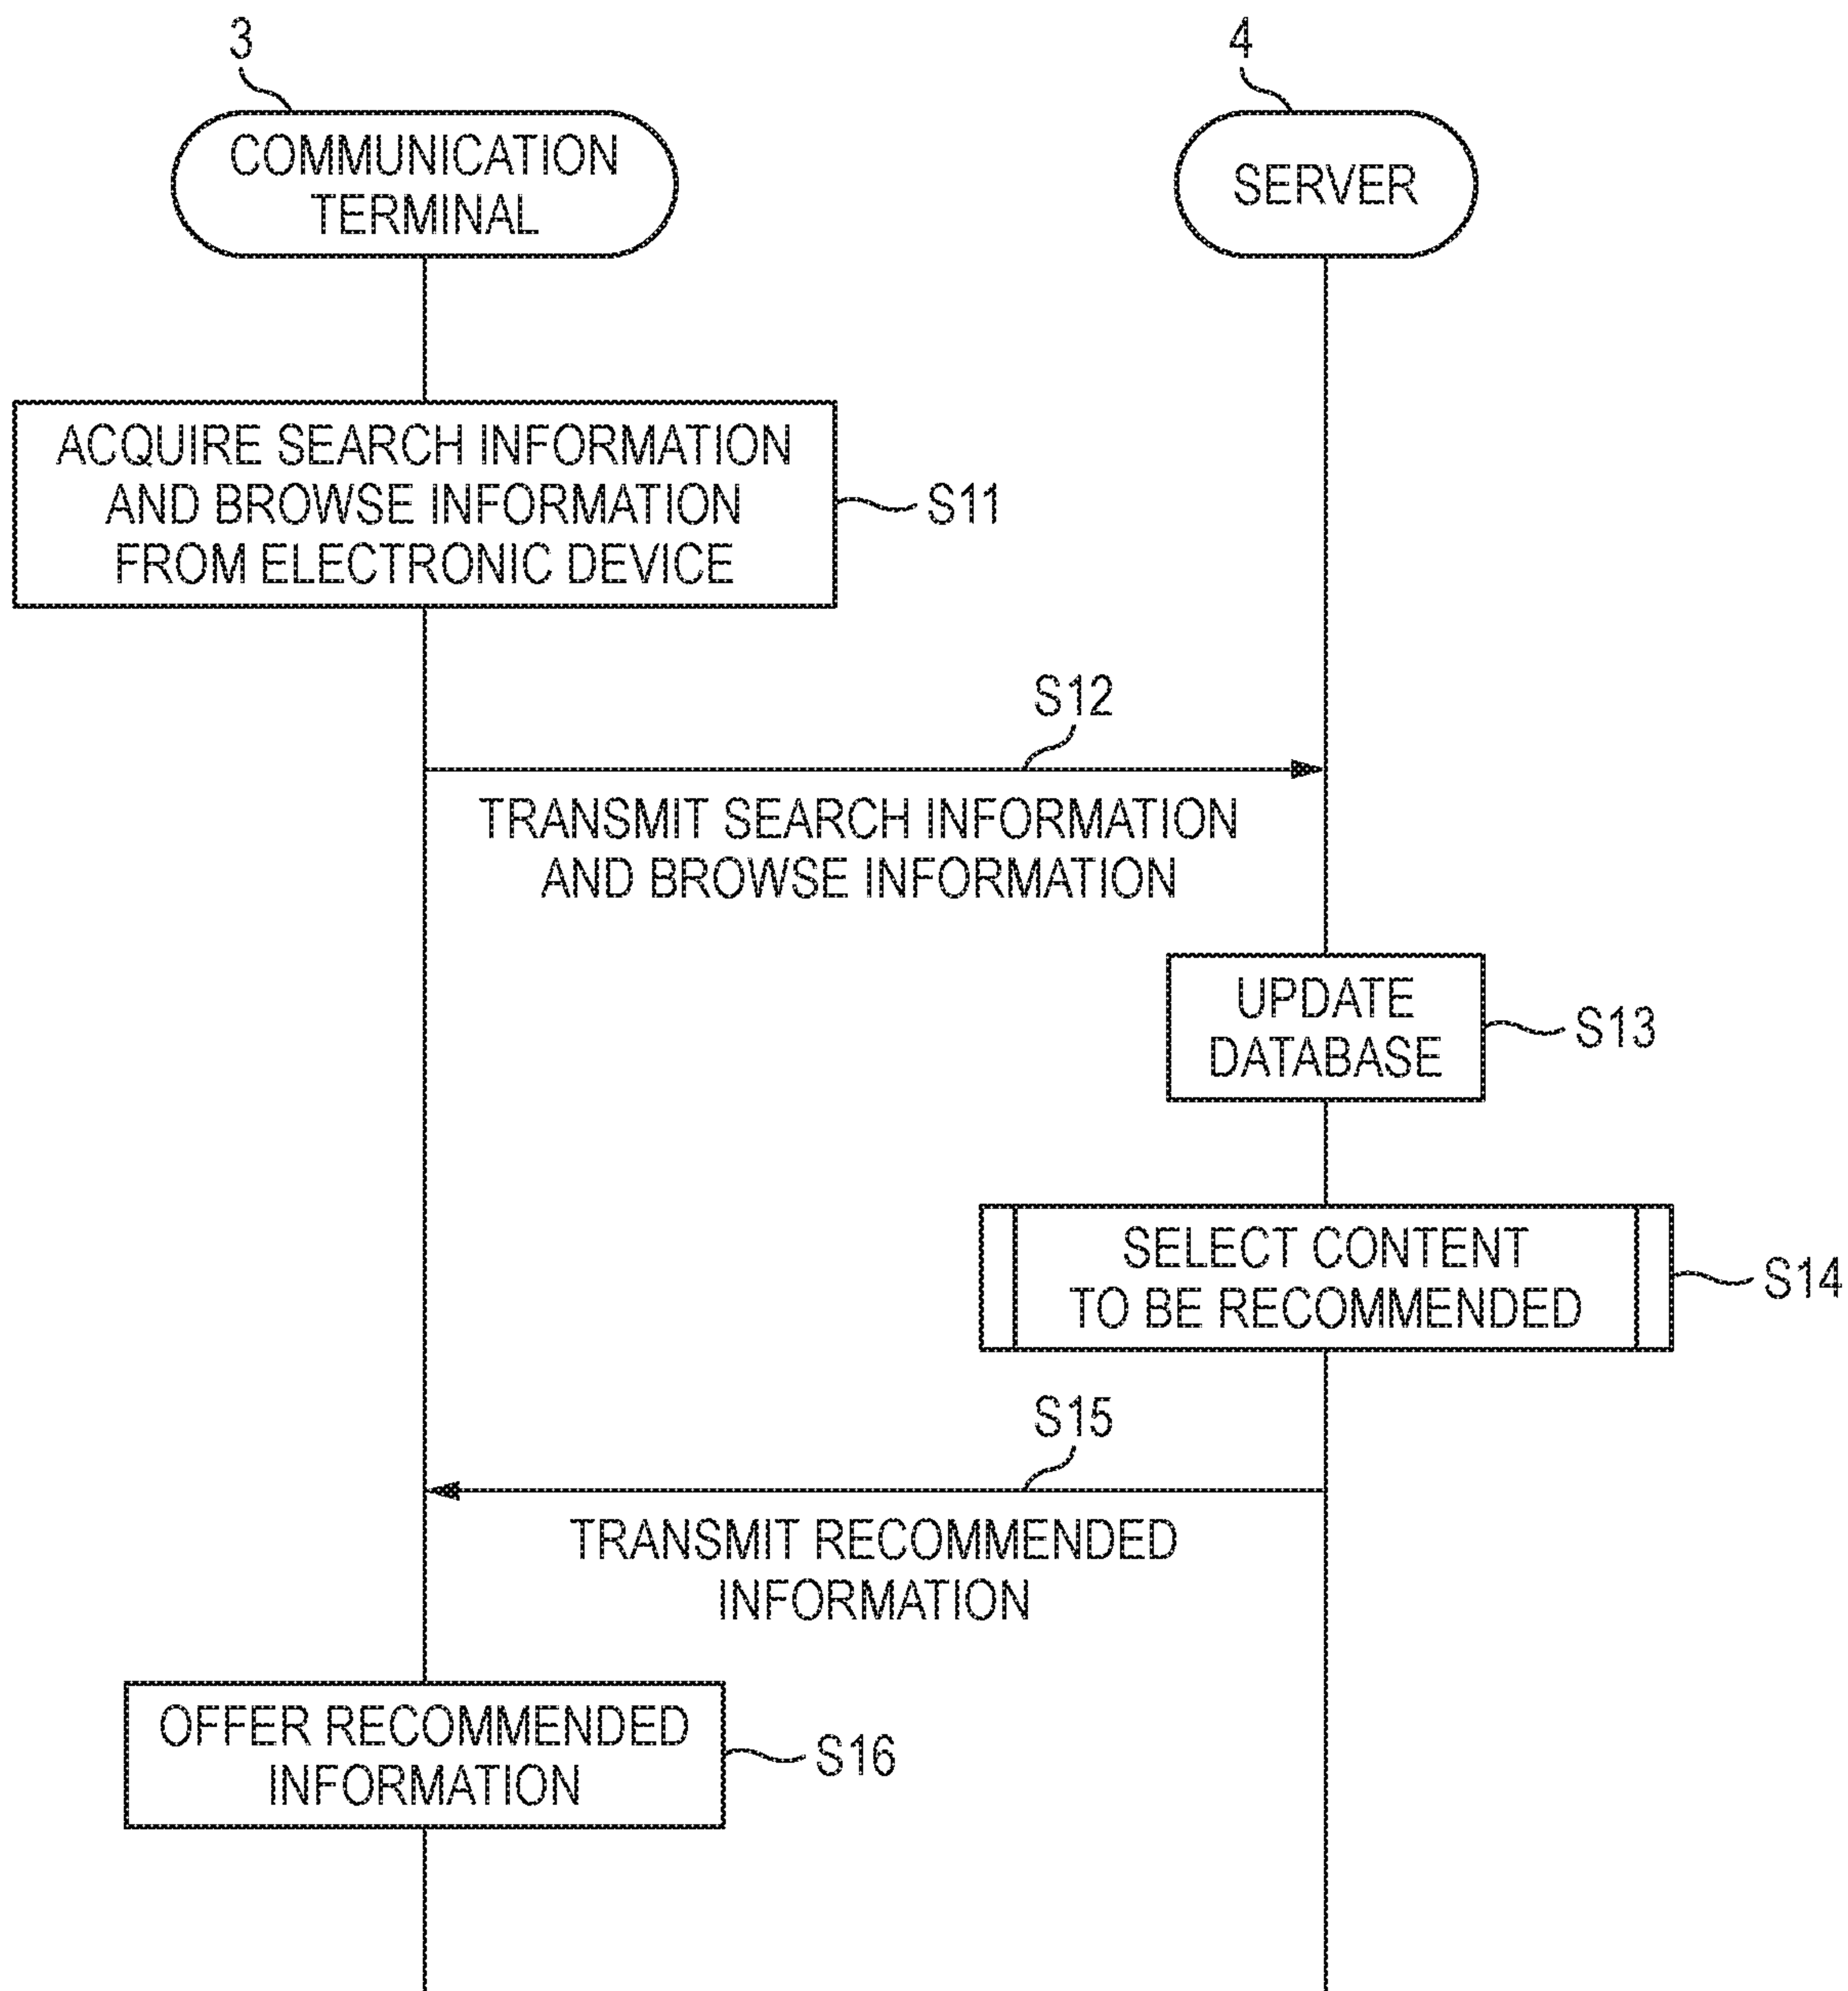 3
4
COMMUNICATION
TERMINAL
SERVER
ACQUIRE SEARCH INFORMATION
AND BROWSE INFORMATION
FROM ELECTRONIC DEVICE
S11
S12
TRANSMIT SEARCH INFORMATION
AND BROWSE INFORMATION
UPDATE
DATABASE
S13
SELECT CONTENT
TO BE RECOMMENDED
S14
S15
TRANSMIT RECOMMENDED
INFORMATION
OFFER RECOMMENDED
INFORMATION
S16